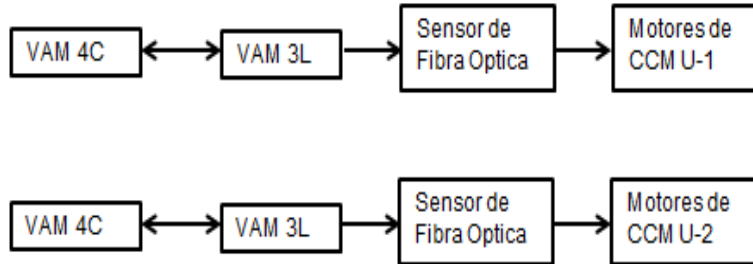 VAM 4C
VAM 3L
Sensor de
Fibra Optica
Motores de
CCM U-1
VAM 4C
VAM 3L
Sensor de
Fibra Optica
Motores de
CCM U-2